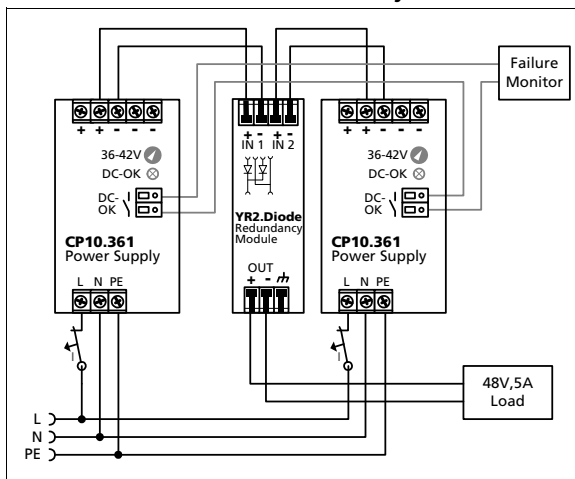 Failure
Monitor
+ + - - -
36-42V
DC-OK
DC-
OK
CP10.361
Power Supply
L N PE
I
+ - + -
IN 1 IN 2
YR2.Diode
Redundancy
Module
OUT
+ -
+ + - - -
36-42V
DC-OK
DC-
OK
CP10.361
Power Supply
L N PE
I
48V,5A
Load
L
N
PE